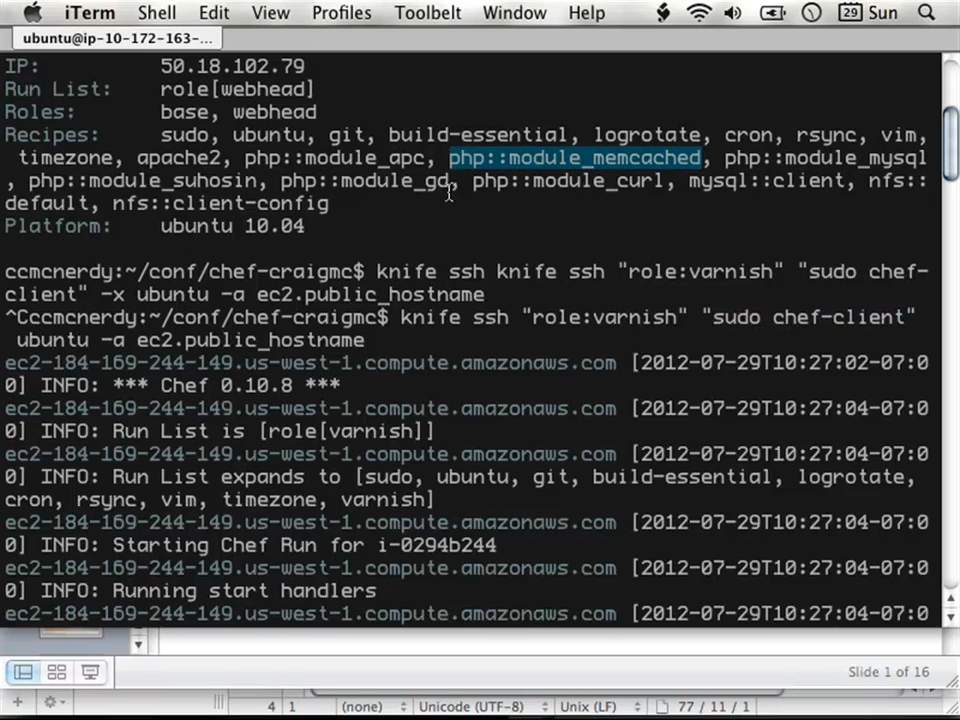 iTerm Shell Edit View Profiles Toolbelt Window Help 29 Sun
ubuntu@ip-10-172-163-...
IP: 50.18.102.79
Run List: role[webhead]
Roles: base, webhead
Recipes: sudo, ubuntu, git, build-essential, logrotate, cron, rsync, vim,
timezone, apache2, php::module_apc, php::module_memcached, php::module_mysql
, php::module_suhosin, php::module_gd, php::module_curl, mysql::client, nfs::
default, nfs::client-config
Platform: ubuntu 10.04
ccmcnerdy:~/conf/chef-craigmc$ knife ssh knife ssh "role:varnish" "sudo chef-
client" -x ubuntu -a ec2.public_hostname
^Cccmcnerdy:~/conf/chef-craigmc$ knife ssh "role:varnish" "sudo chef-client"
ubuntu -a ec2.public_hostname
ec2-184-169-244-149.us-west-1.compute.amazonaws.com [2012-07-29T10:27:02-07:0
0] INFO: *** Chef 0.10.8 ***
ec2-184-169-244-149.us-west-1.compute.amazonaws.com [2012-07-29T10:27:04-07:0
0] INFO: Run List is [role[varnish]]
ec2-184-169-244-149.us-west-1.compute.amazonaws.com [2012-07-29T10:27:04-07:0
0] INFO: Run List expands to [sudo, ubuntu, git, build-essential, logrotate,
cron, rsync, vim, timezone, varnish]
ec2-184-169-244-149.us-west-1.compute.amazonaws.com [2012-07-29T10:27:04-07:0
0] INFO: Starting Chef Run for i-0294b244
ec2-184-169-244-149.us-west-1.compute.amazonaws.com [2012-07-29T10:27:04-07:0
0] INFO: Running start handlers
ec2-184-169-244-149.us-west-1.compute.amazonaws.com [2012-07-29T10:27:04-07:0
Slide 1 of 16
4 1 (none) Unicode (UTF-8) Unix (LF) 77 / 11 / 1